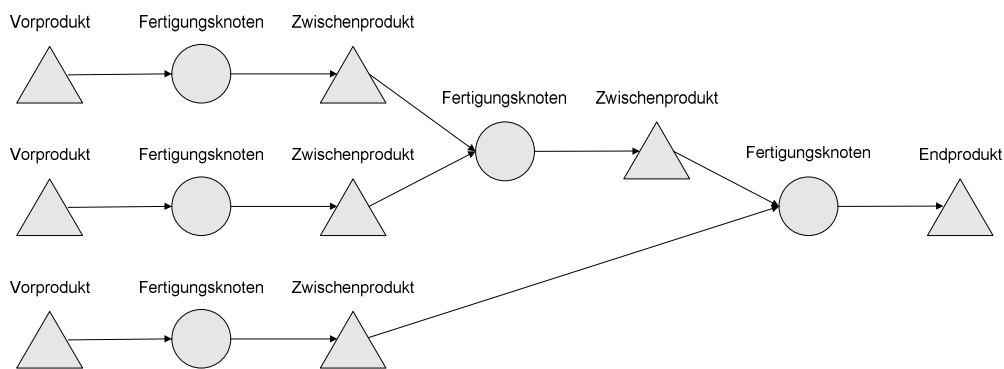 Vorprodukt Fertigungsknoten Zwischenprodukt
Fertigungsknoten Zwischenprodukt
Vorprodukt Fertigungsknoten Zwischenprodukt
Fertigungsknoten Endprodukt
Vorprodukt Fertigungsknoten Zwischenprodukt